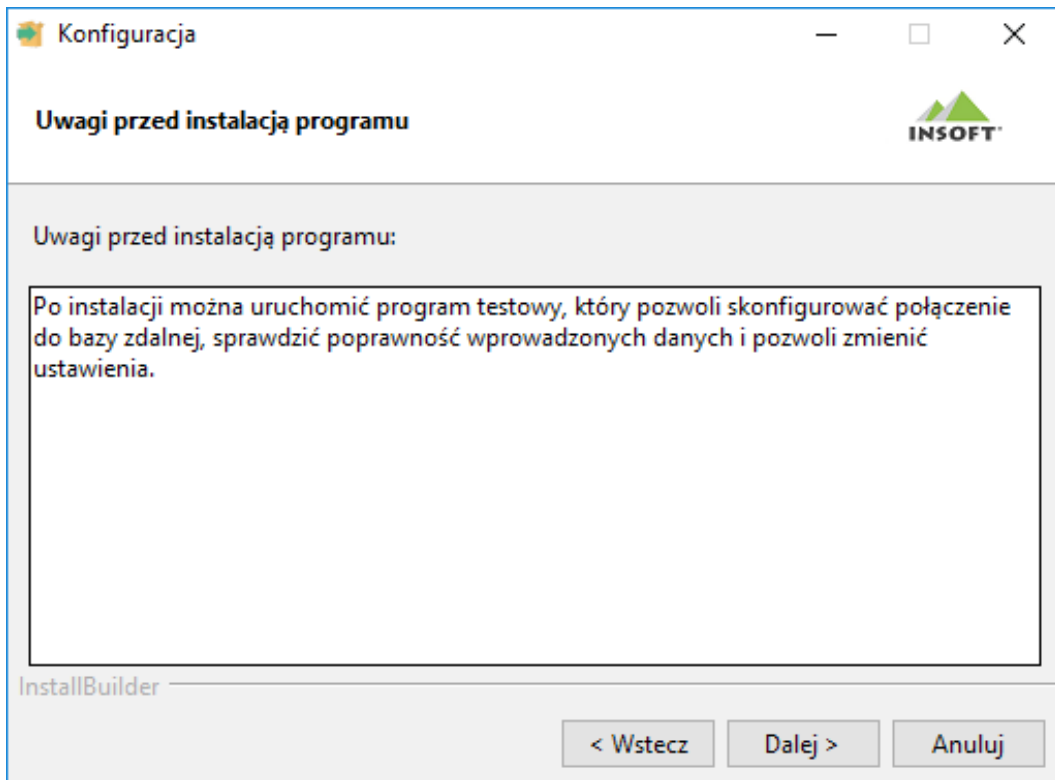 Konfiguracja
Uwagi przed instalacją programu
INSOFT
Uwagi przed instalacją programu:
Po instalacji można uruchomić program testowy, który pozwoli skonfigurować połączenie
do bazy zdalnej, sprawdzić poprawność wprowadzonych danych i pozwoli zmienić
ustawienia.
InstallBuilder
< Wstecz
Dalej >
Anuluj